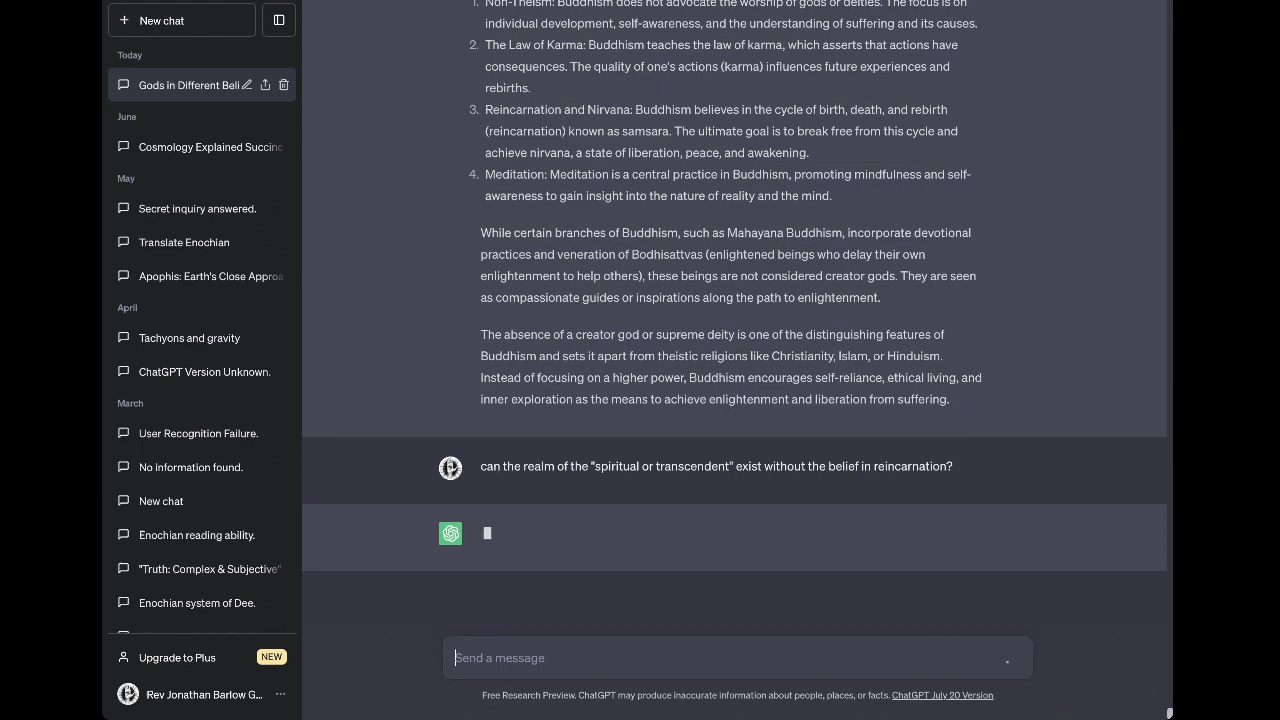 New chat
Today
Gods in Different Beli
June
Cosmology Explained Succinc
May
Secret inquiry answered.
Translate Enochian
Apophis: Earth's Close Approa
April
Tachyons and gravity
ChatGPT Version Unknown.
March
User Recognition Failure.
No information found.
New chat
Enochian reading ability.
"Truth: Complex & Subjective"
Enochian system of Dee.
Upgrade to Plus
NEW
Rev Jonathan Barlow G...
1. Non-Theism: Buddhism does not advocate the worship of gods or deities. The focus is on
individual development, self-awareness, and the understanding of suffering and its causes.
2. The Law of Karma: Buddhism teaches the law of karma, which asserts that actions have
consequences. The quality of one's actions (karma) influences future experiences and
rebirths.
3. Reincarnation and Nirvana: Buddhism believes in the cycle of birth, death, and rebirth
(reincarnation) known as samsara. The ultimate goal is to break free from this cycle and
achieve nirvana, a state of liberation, peace, and awakening.
4. Meditation: Meditation is a central practice in Buddhism, promoting mindfulness and self-
awareness to gain insight into the nature of reality and the mind.
While certain branches of Buddhism, such as Mahayana Buddhism, incorporate devotional
practices and veneration of Bodhisattvas (enlightened beings who delay their own
enlightenment to help others), these beings are not considered creator gods. They are seen
as compassionate guides or inspirations along the path to enlightenment.
The absence of a creator god or supreme deity is one of the distinguishing features of
Buddhism and sets it apart from theistic religions like Christianity, Islam, or Hinduism.
Instead of focusing on a higher power, Buddhism encourages self-reliance, ethical living, and
inner exploration as the means to achieve enlightenment and liberation from suffering.
can the realm of the "spiritual or transcendent" exist without the belief in reincarnation?
Send a message
Free Research Preview. ChatGPT may produce inaccurate information about people, places, or facts. ChatGPT July 20 Version